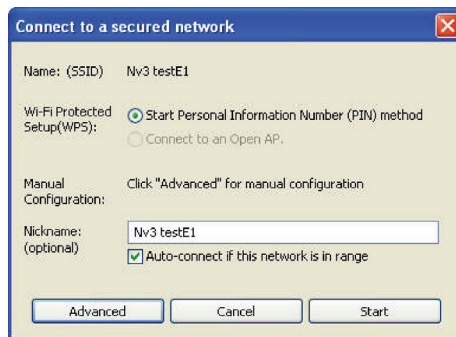 Connect to a secured network
Name: (SSID) Nv3 testE1
Wi-Fi Protected Start Personal Information Number (PIN) method
Setup(WPS):
Connect to an Open AP.
Manual Click "Advanced" for manual configuration
Configuration:
Nickname: Nv3 testE1
(optional)
Auto-connect if this network is in range
Advanced Cancel Start